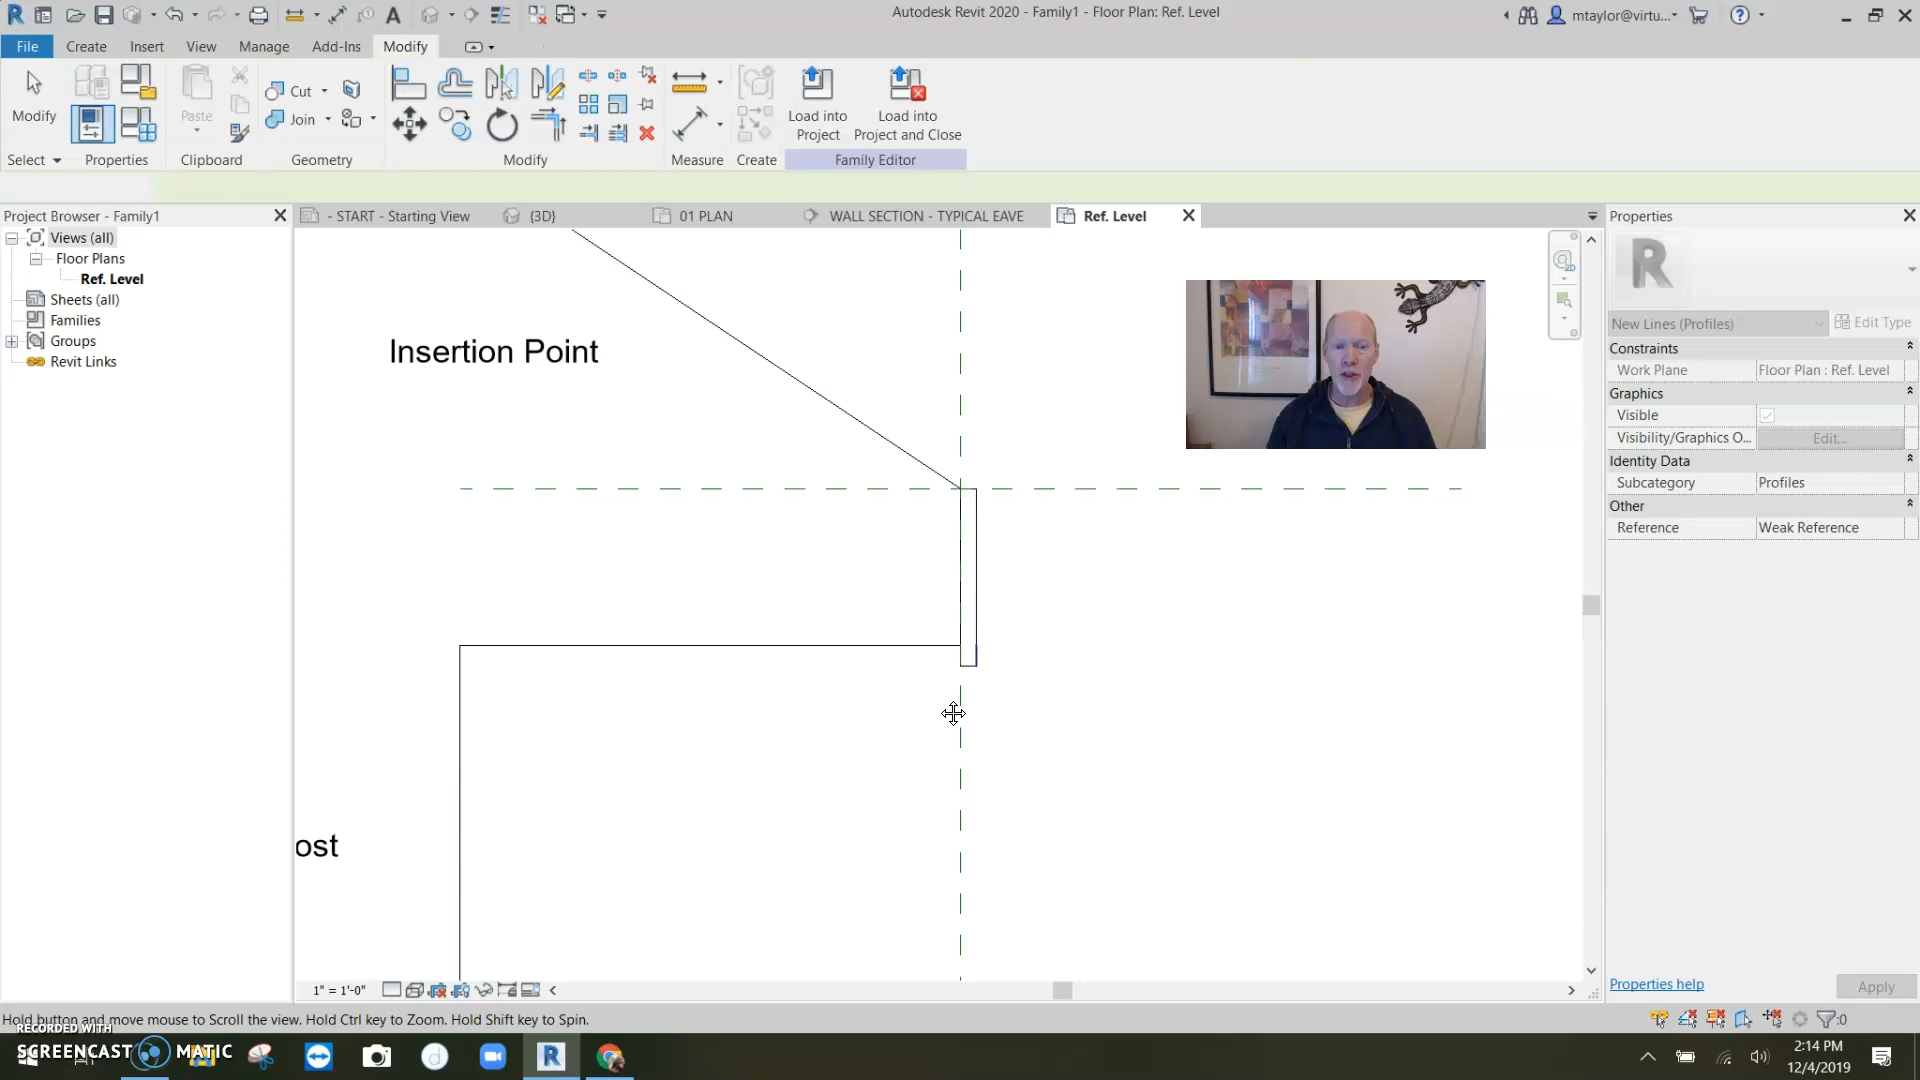 Autodesk Revit 2020 - Family1 - Floor Plan: Ref. Level
mtaylor@virtu...
File Create Insert View Manage Add-Ins Modify
Modify
Paste
Cut
Join
Load into Project
Load into Project and Close
Select Properties Clipboard Geometry Modify Measure Create Family Editor
Project Browser - Family1
- START - Starting View {3D} 01 PLAN WALL SECTION - TYPICAL EAVE Ref. Level
Properties
Views (all)
Floor Plans
Ref. Level
Sheets (all)
Families
Groups
Revit Links
Insertion Point
ost
2D
New Lines (Profiles) Edit Type
Constraints
Work Plane Floor Plan : Ref. Level
Graphics
Visible
Visibility/Graphics O... Edit...
Identity Data
Subcategory Profiles
Other
Reference Weak Reference
Properties help Apply
1" = 1'-0"
Hold button and move mouse to Scroll the view. Hold Ctrl key to Zoom. Hold Shift key to Spin.
:0
RECORDED WITH
SCREENCAST MATIC
2:14 PM
12/4/2019